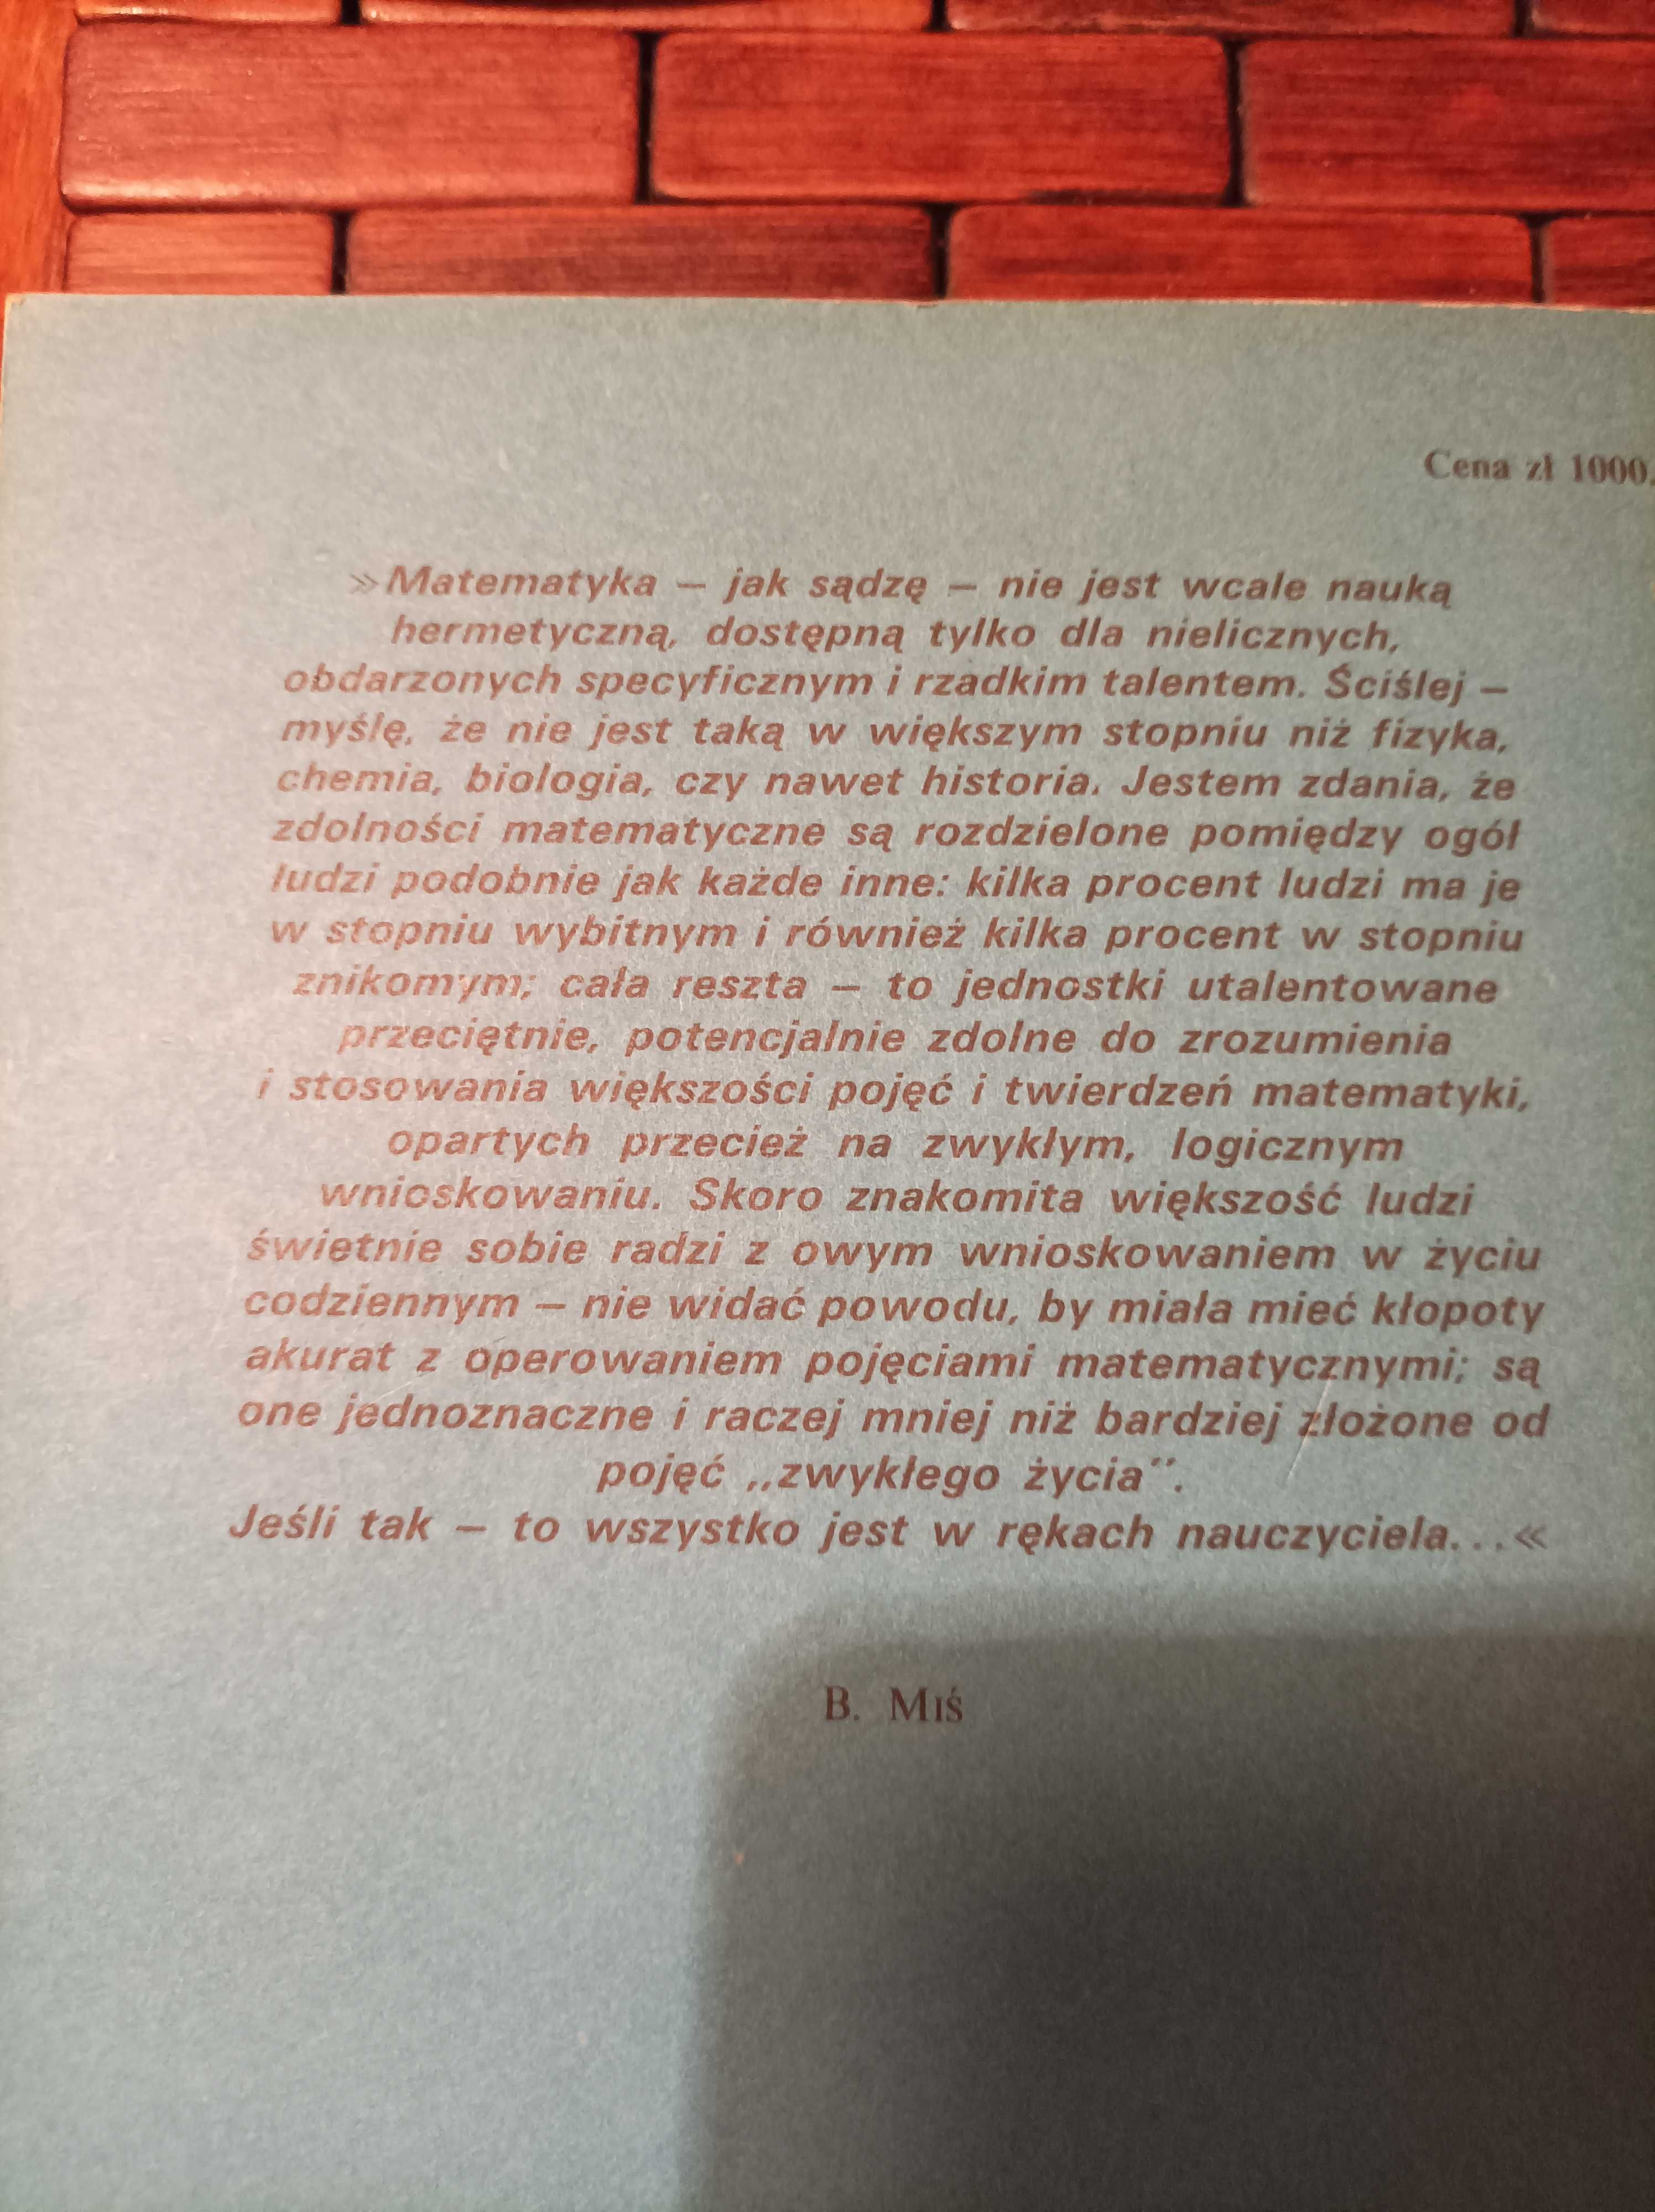 Cena zł 1000.
»Matematyka – jak sądzę – nie jest wcale nauką
hermetyczną, dostępną tylko dla nielicznych,
obdarzonych specyficznym i rzadkim talentem. Ściślej –
myślę, że nie jest taką w większym stopniu niż fizyka,
chemia, biologia, czy nawet historia. Jestem zdania, że
zdolności matematyczne są rozdzielone pomiędzy ogół
ludzi podobnie jak każde inne: kilka procent ludzi ma je
w stopniu wybitnym i również kilka procent w stopniu
znikomym; cała reszta – to jednostki utalentowane
przeciętnie, potencjalnie zdolne do zrozumienia
i stosowania większości pojęć i twierdzeń matematyki,
opartych przecież na zwykłym, logicznym
wnioskowaniu. Skoro znakomita większość ludzi
świetnie sobie radzi z owym wnioskowaniem w życiu
codziennym – nie widać powodu, by miała mieć kłopoty
akurat z operowaniem pojęciami matematycznymi; są
one jednoznaczne i raczej mniej niż bardziej złożone od
pojęć „zwykłego życia”.
Jeśli tak – to wszystko jest w rękach nauczyciela...«
B. Miś